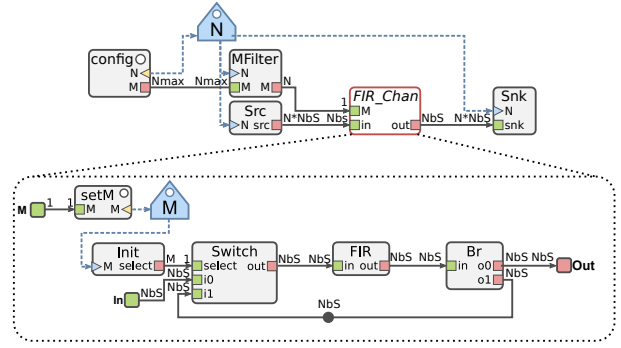 N
config MFilter
N N
M Nmax Nmax M M N
FIR_Chan Snk
Src 1 M N
N src N*NbS Nbs in out NbS N*NbS snk
setM
M 1 1 M M M
Init Switch FIR Br
M select M 1 select out NbS NbS in out NbS NbS in o0 NbS NbS Out
NbS i0 o1 NbS
In NbS i1
NbS NbS